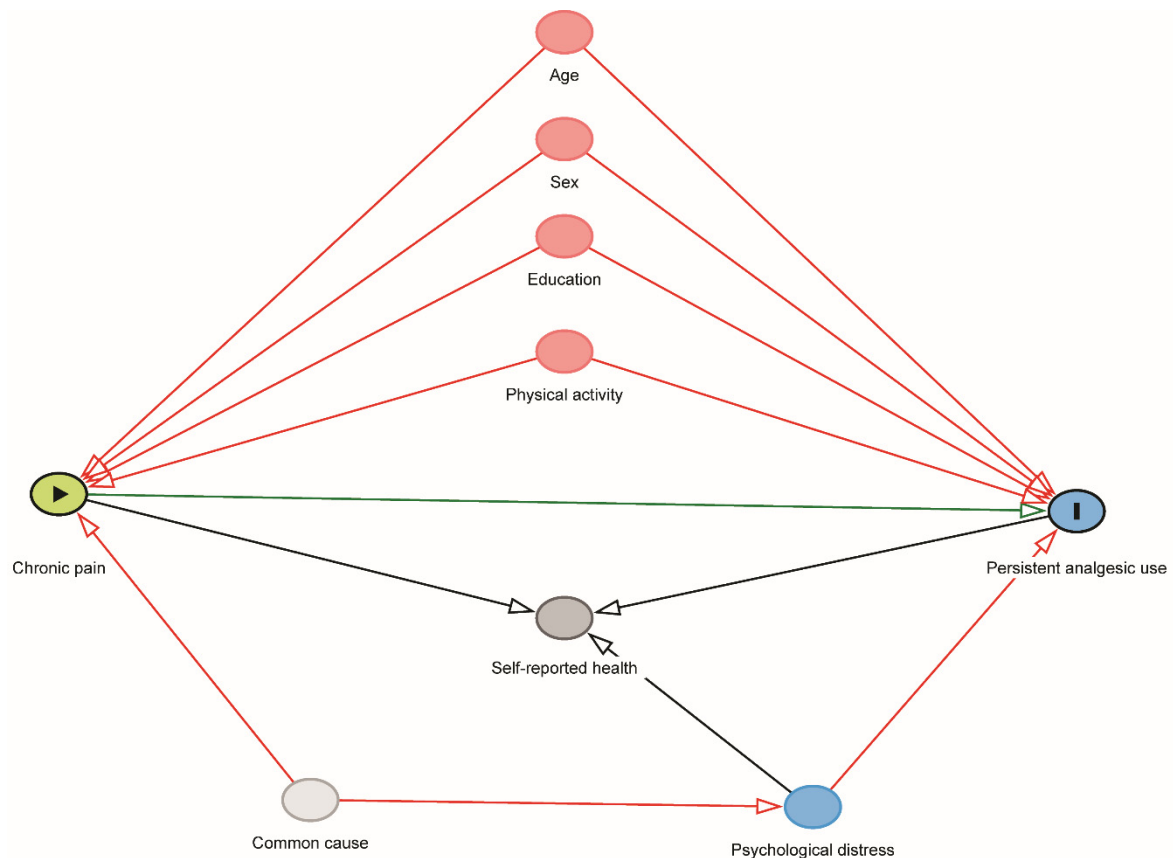 Age
Sex
Education
Physical activity
Chronic pain
Persistent analgesic use
Self-reported health
Common cause
Psychological distress